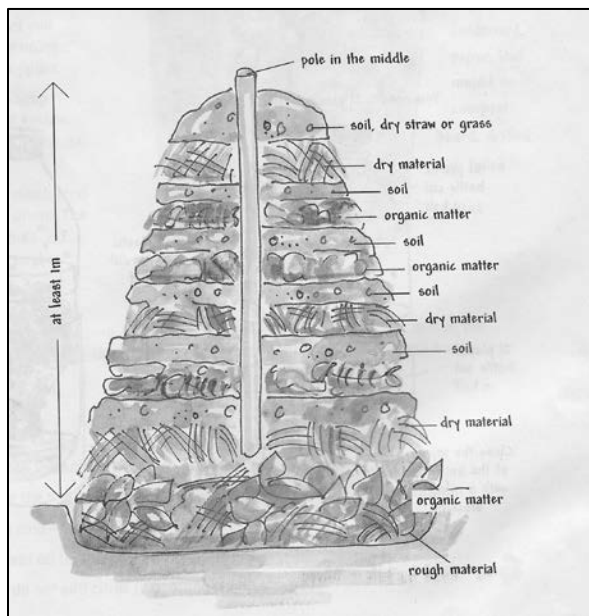 pole in the middle
soil, dry straw or grass
dry material
soil
organic matter
soil
organic matter
soil
dry material
soil
dry material
organic matter
rough material
at least 1m